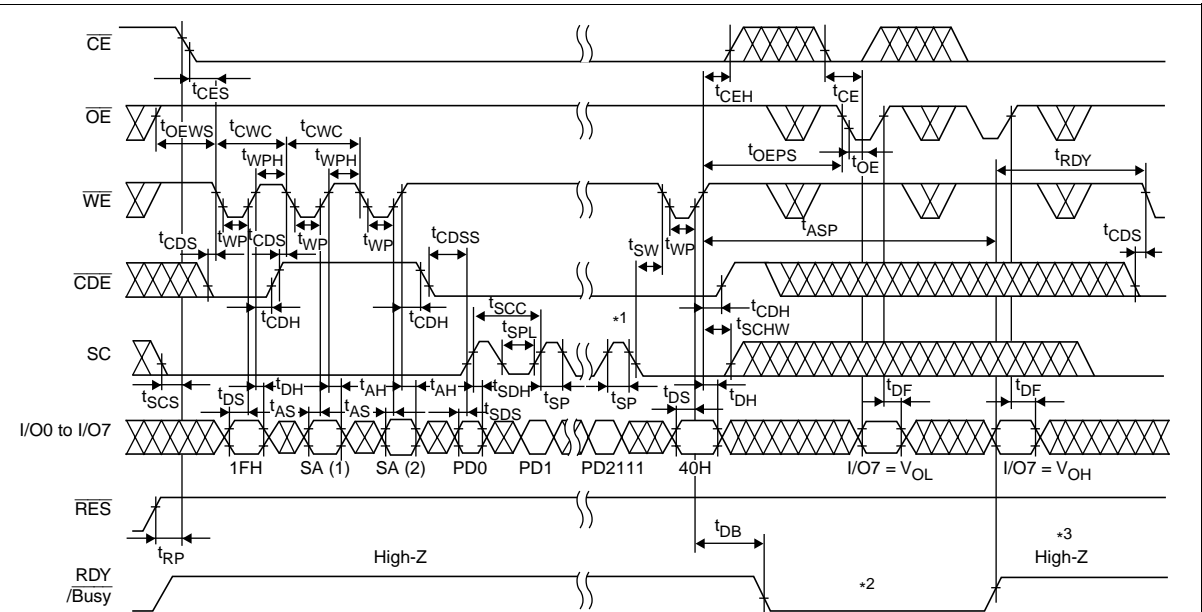 CE
tCES
tCEH
tCE
OE
tOEWS
tCWC
tCWC
tWPH
tWPH
tOEPS
tOE
tRDY
WE
tCDS
tWP
tCDS
tWP
tWP
tCDSS
tSW
tWP
tASP
tCDS
CDE
tCDH
tCDH
tSCC
tSPL
*1
tCDH
tSCHW
SC
tSCS
tDS
tDH
tAS
tAH
tAS
tAH
tSDH
tSDS
tSP
tSP
tDS
tDH
tDF
tDF
I/O0 to I/O7
1FH
SA (1)
SA (2)
PD0
PD1
PD2111
40H
I/O7 = VOL
I/O7 = VOH
RES
tRP
High-Z
tDB
*3
High-Z
RDY
/Busy
*2